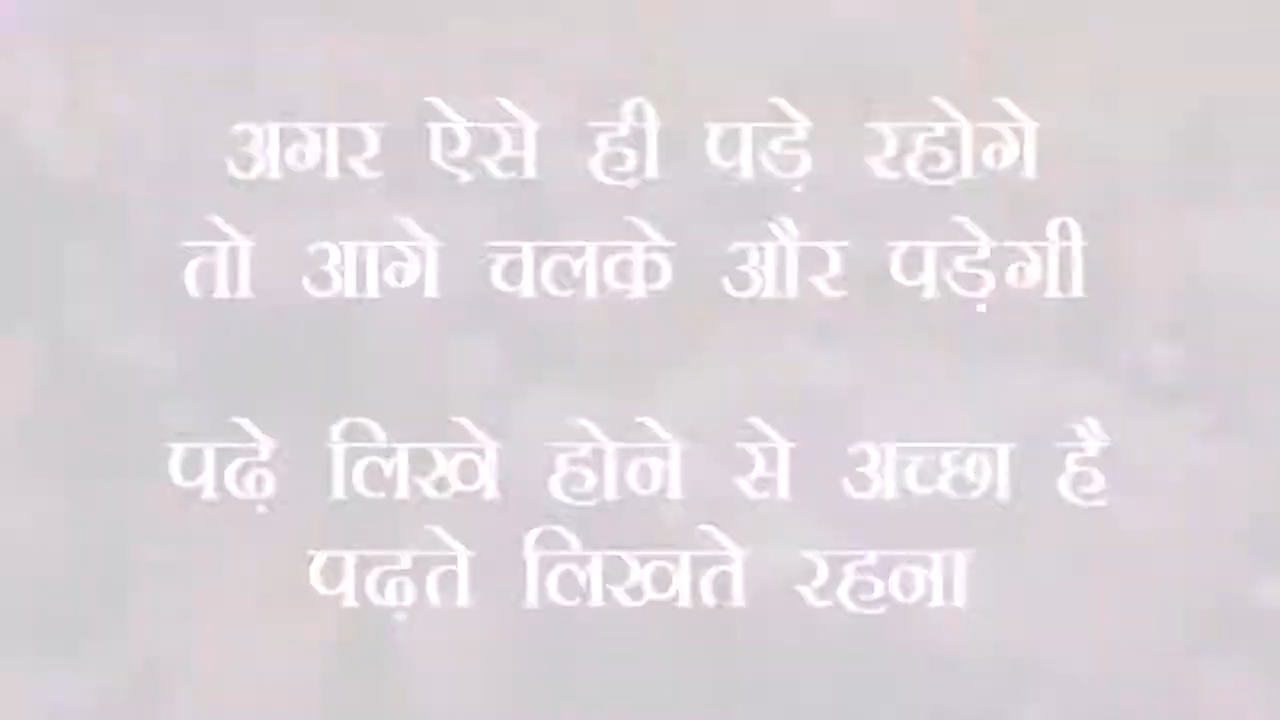 अगर ऐसे ही पड़े रहोगे
तो आगे चलके और पड़ेगी
पढ़े लिखे होने से अच्छा है
पढ़ते लिखते रहना